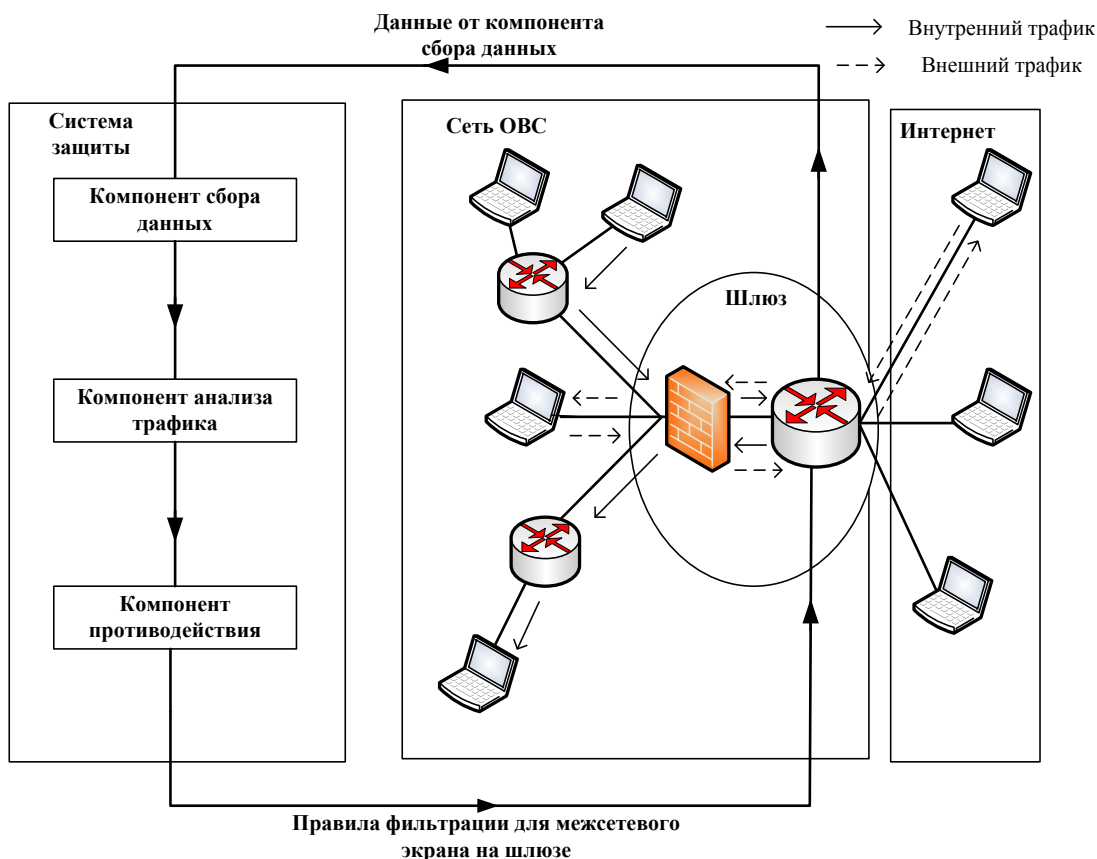 Данные от компонента
сбора данных
Внутренний трафик
Внешний трафик
Система
защиты
Сеть ОВС
Интернет
Компонент сбора
данных
Шлюз
Компонент анализа
трафика
Компонент
противодействия
Правила фильтрации для межсетевого
экрана на шлюзе